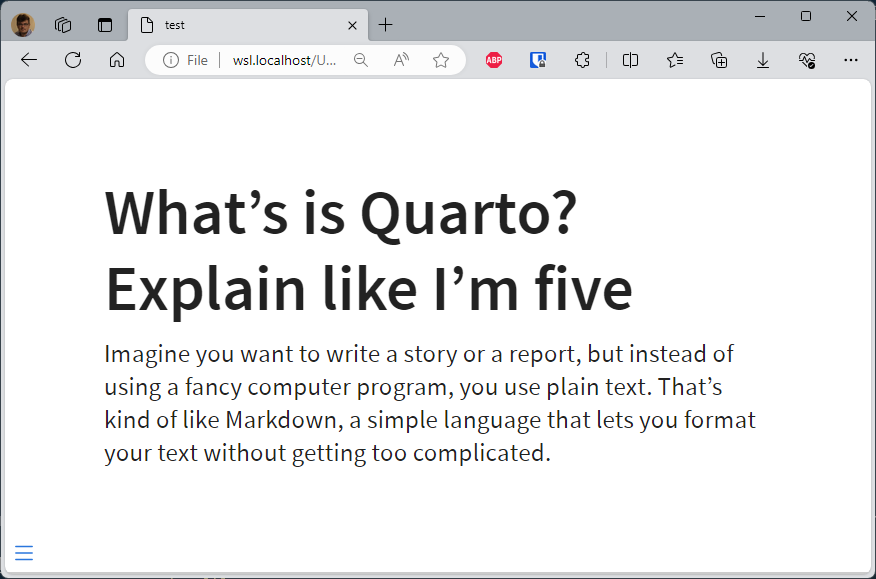 test
File
wsl.localhost/U...
A
ABP
What’s is Quarto?
Explain like I’m five
Imagine you want to write a story or a report, but instead of
using a fancy computer program, you use plain text. That’s
kind of like Markdown, a simple language that lets you format
your text without getting too complicated.